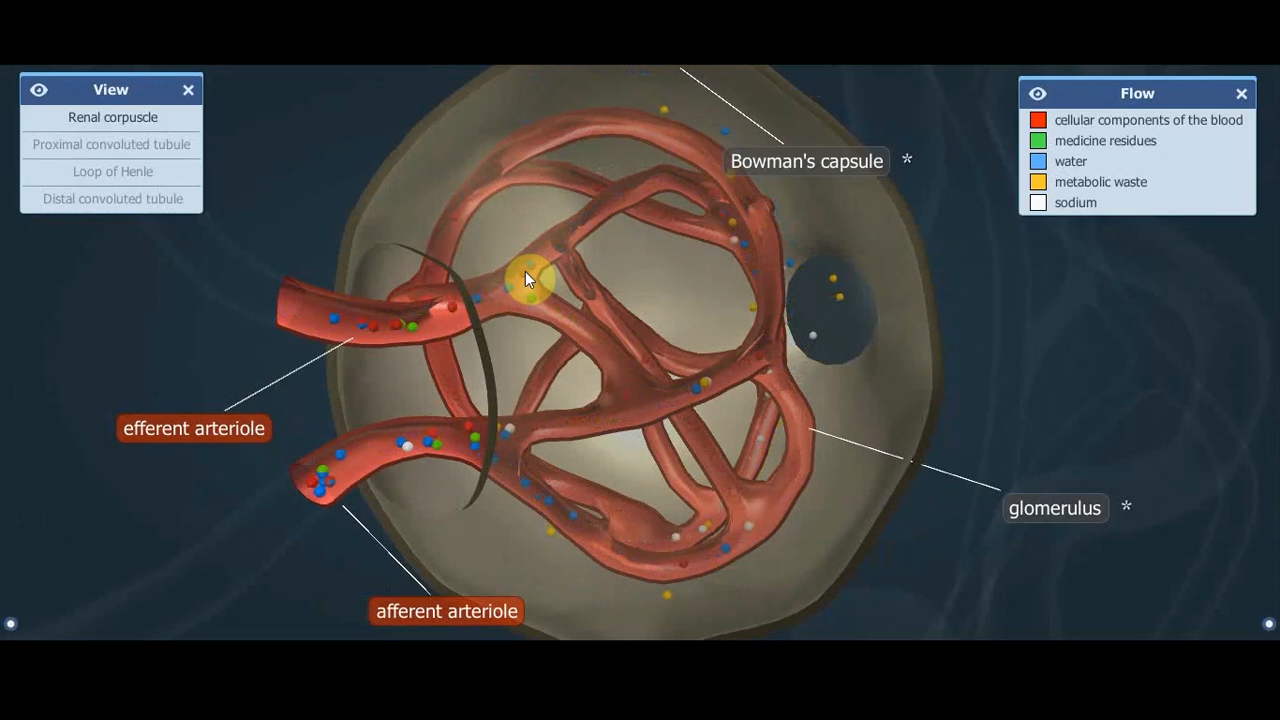 View
Renal corpuscle
Proximal convoluted tubule
Loop of Henle
Distal convoluted tubule
Flow
cellular components of the blood
medicine residues
water
metabolic waste
sodium
Bowman's capsule *
efferent arteriole
glomerulus *
afferent arteriole